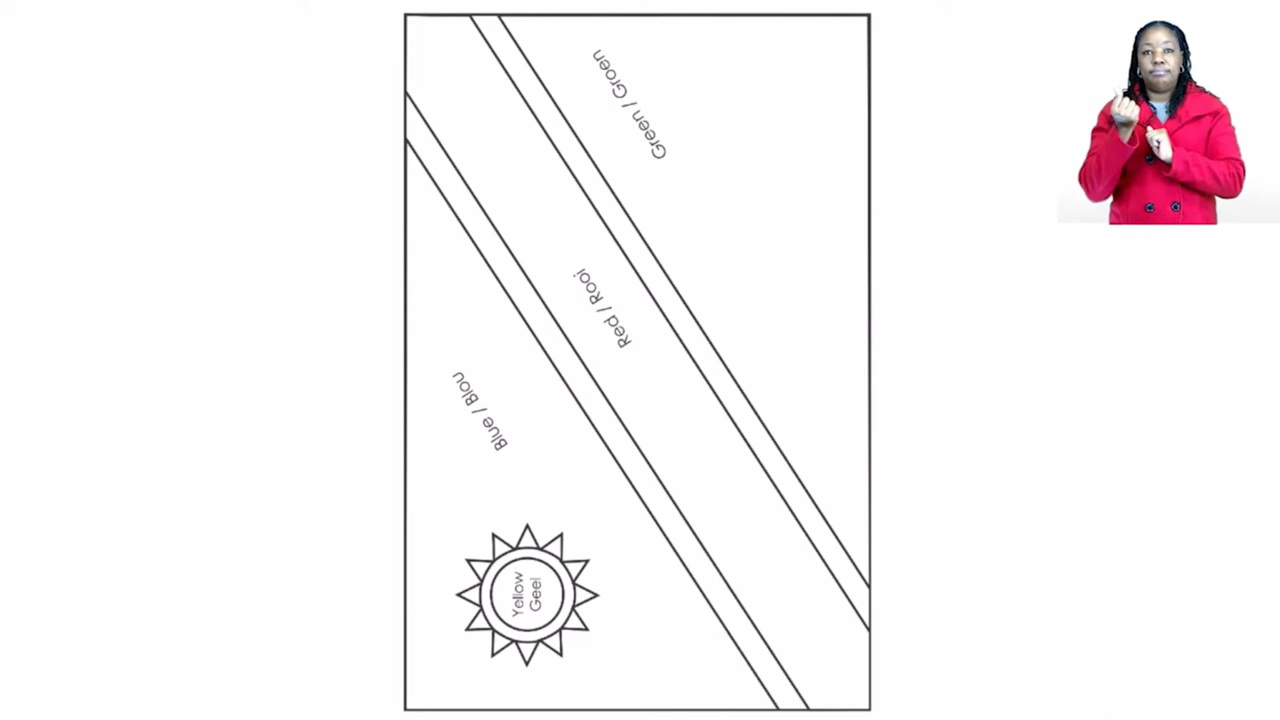 Green / Groen
Red / Rooi
Blue / Blou
Yellow
Geel